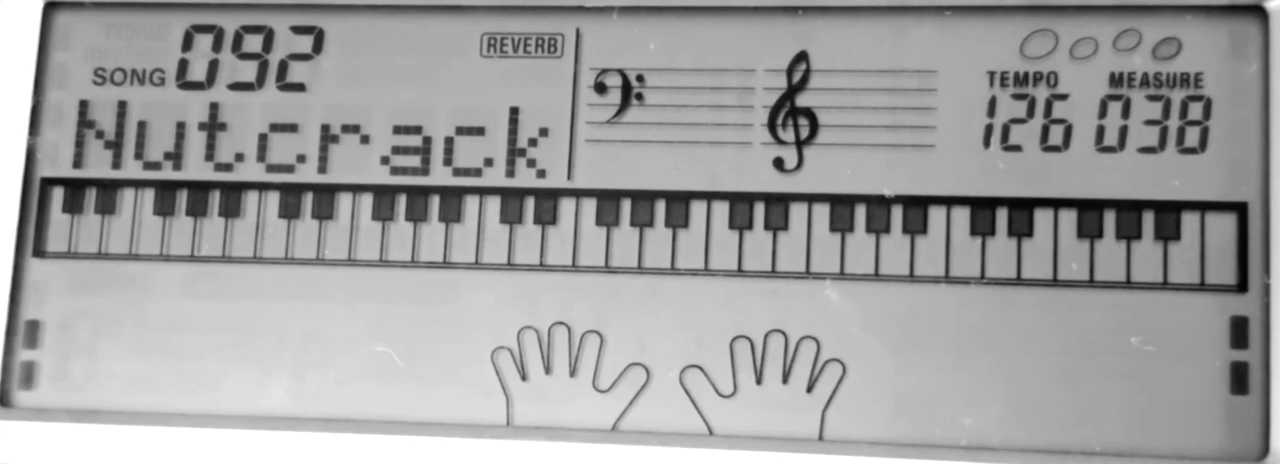 SONG 092
REVERB
Nutcrack
TEMPO MEASURE
126 038